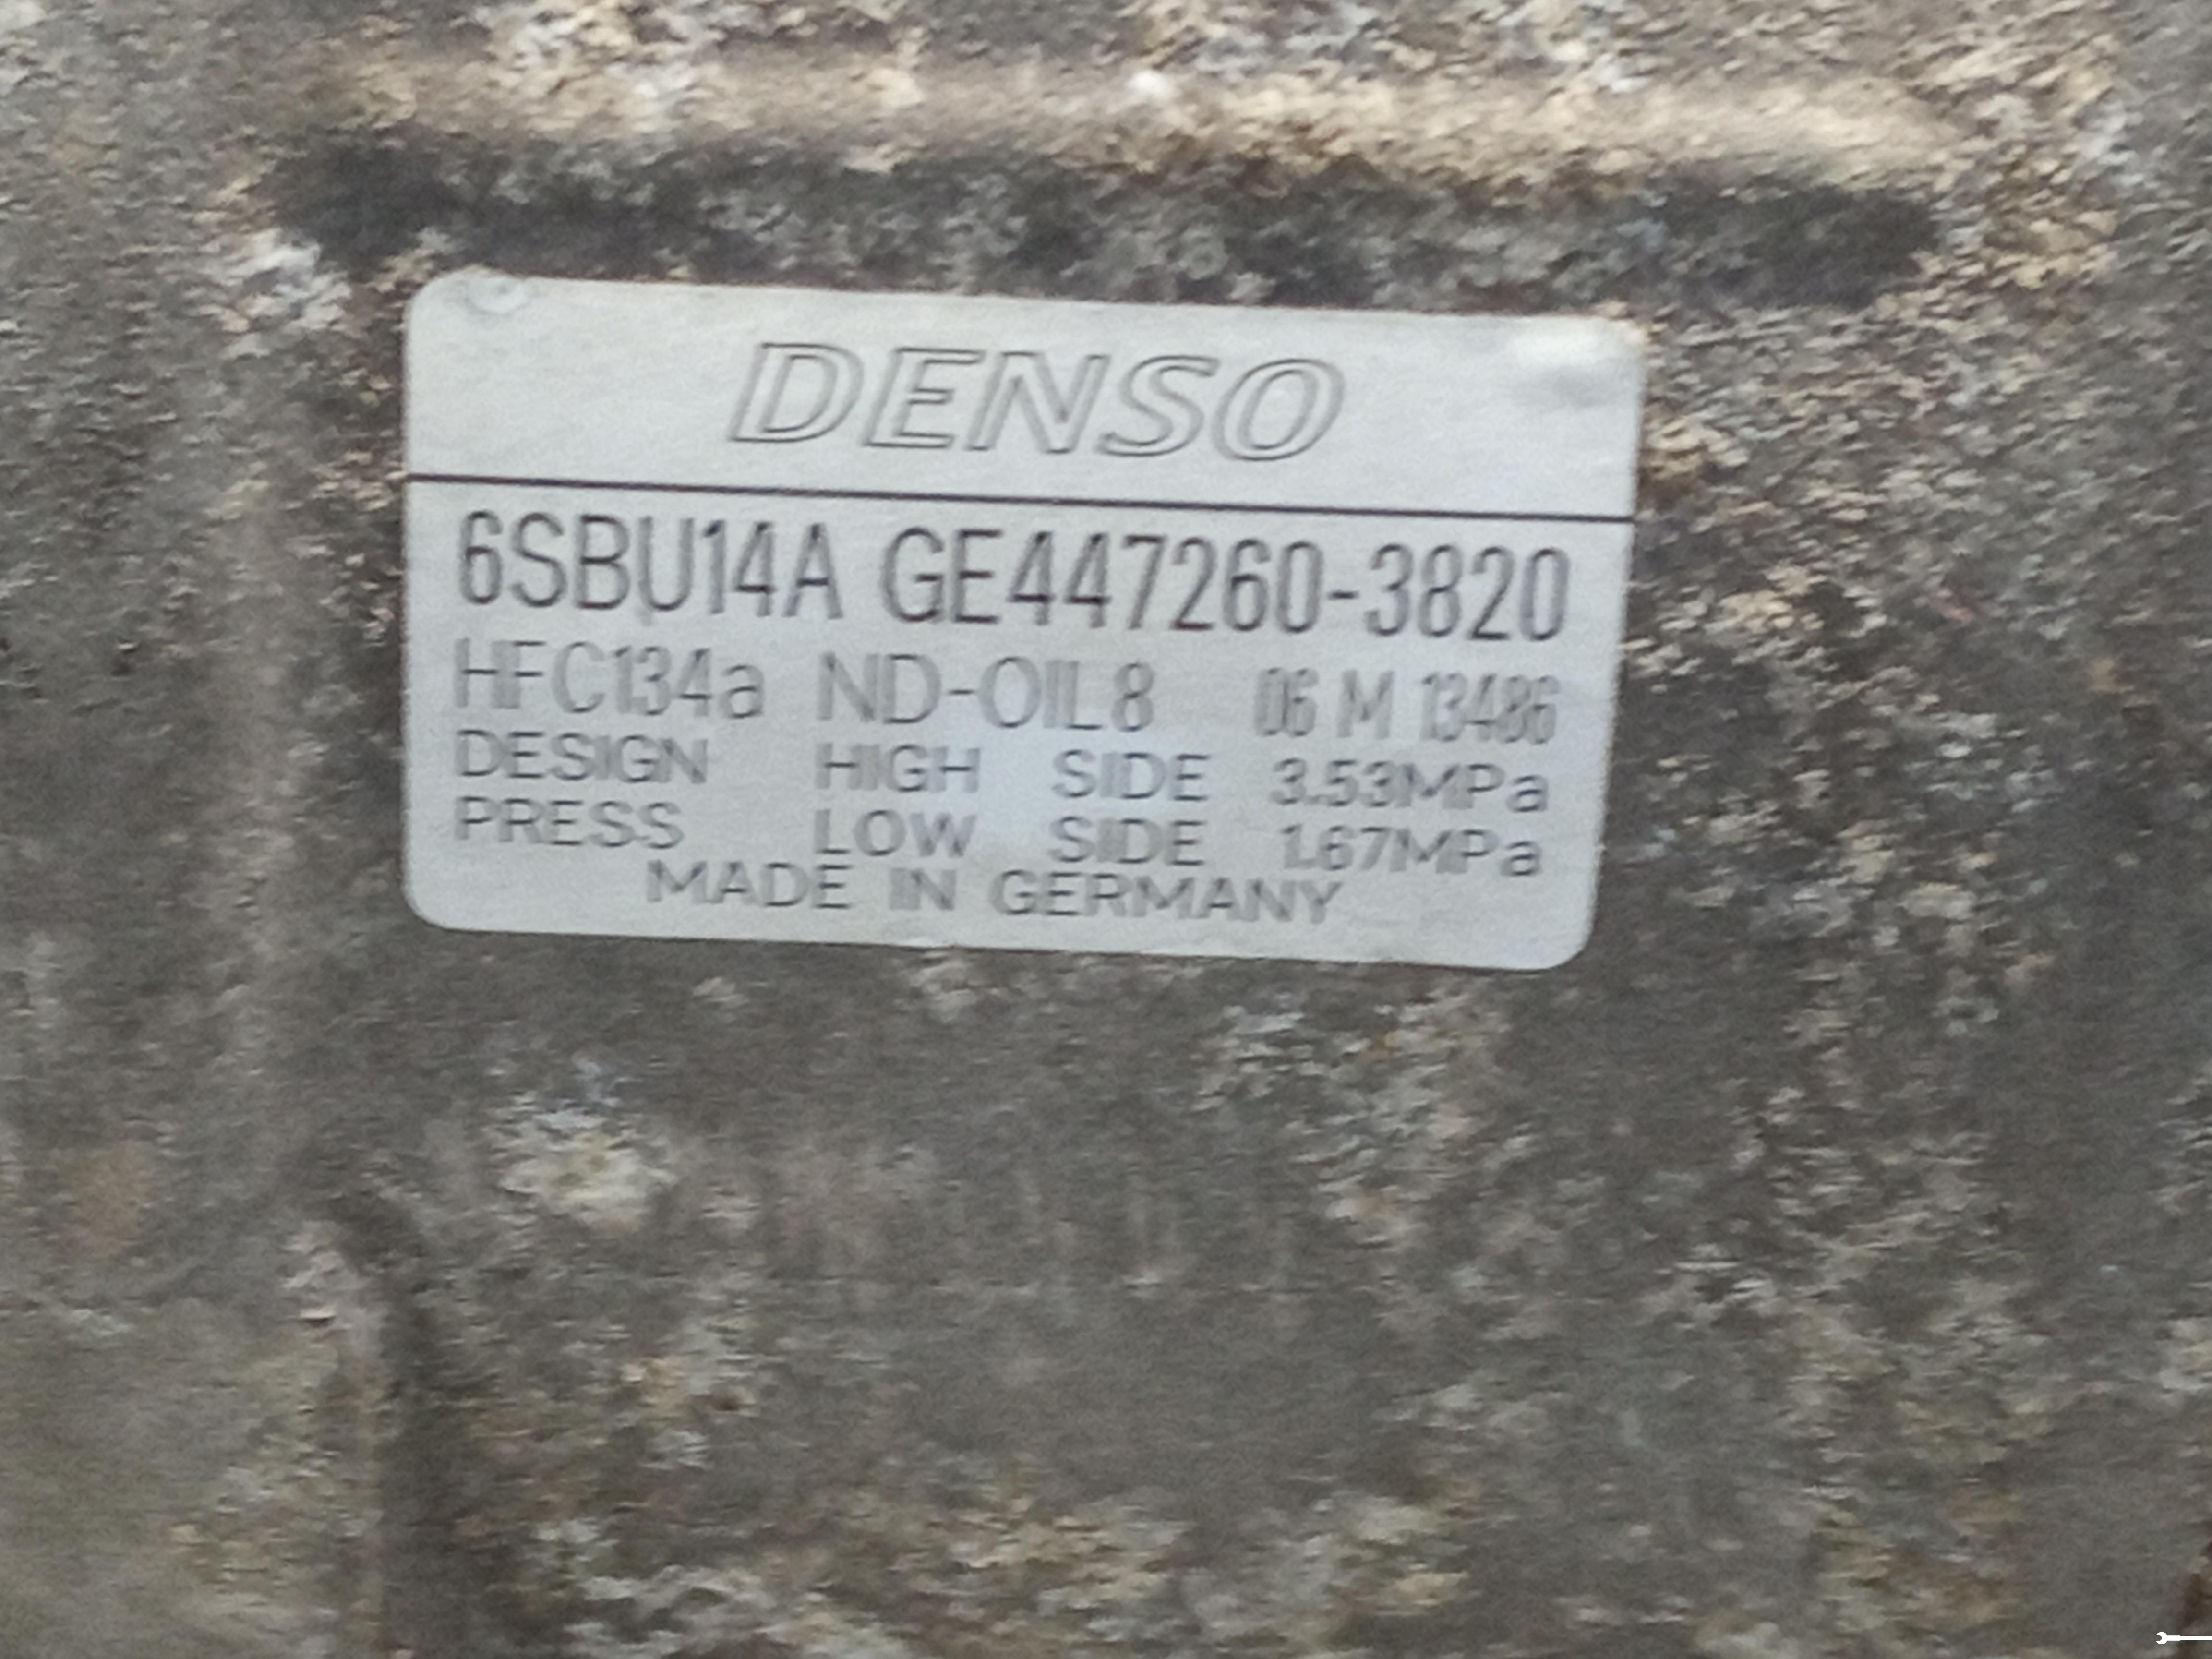 DENSO
6SBU14A GE447260-3820
HFC134a ND-OIL8 06 M 13486
DESIGN HIGH SIDE 3.53MPa
PRESS LOW SIDE 1.67MPa
MADE IN GERMANY